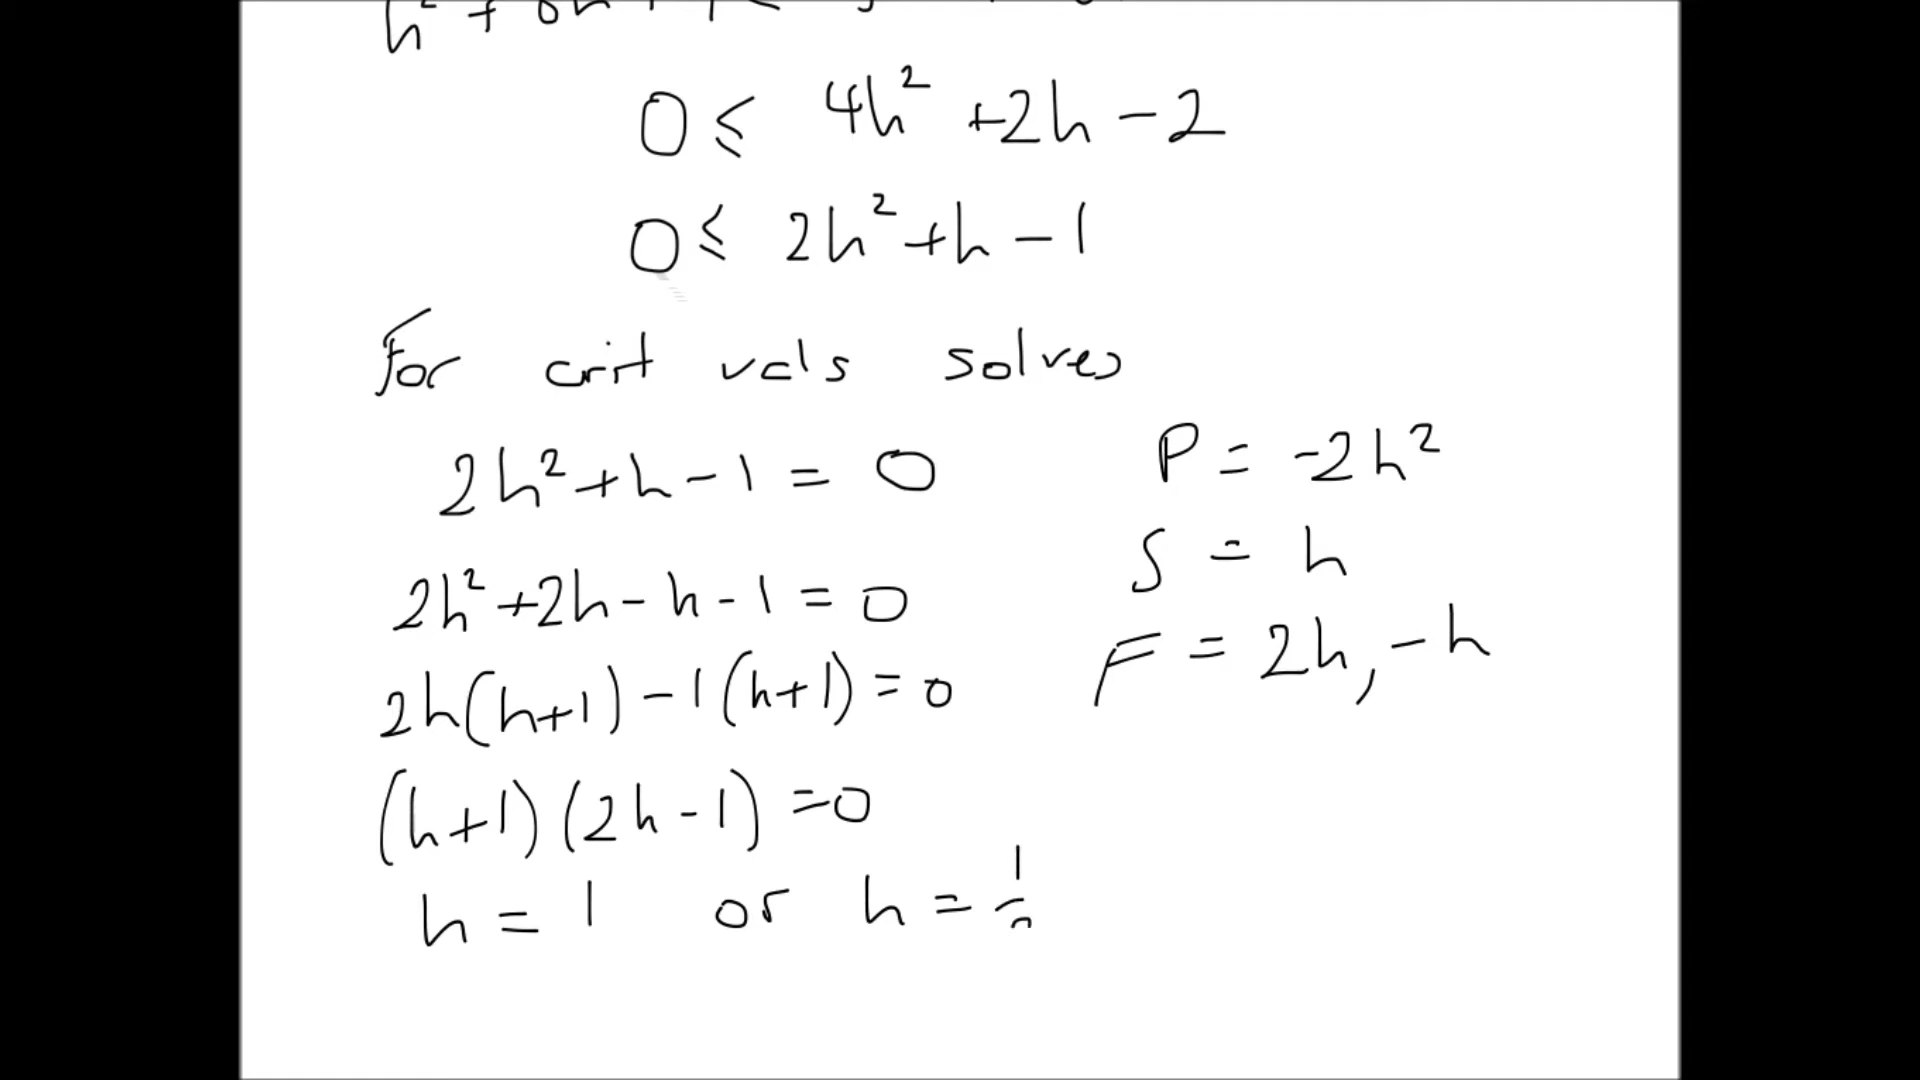 0 ≤ 4h² + 2h - 2
0 ≤ 2h² + h - 1
For crit vals solves
2h² + h - 1 = 0
P = -2h²
S = h
2h² + 2h - h - 1 = 0
F = 2h, -h
2h(h+1) - 1(h+1) = 0
(h+1)(2h-1) = 0
h = 1 or h =